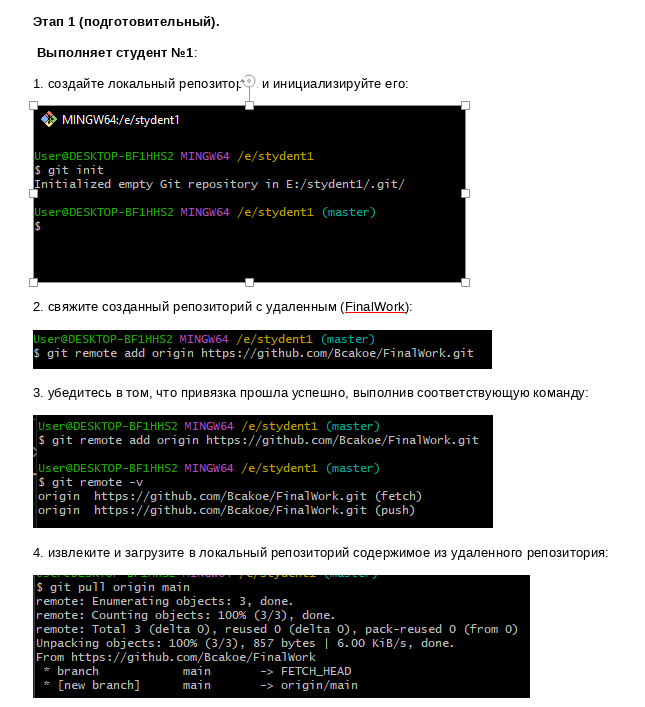 Этап 1 (подготовительный).
Выполняет студент №1:
1. создайте локальный репозитор и инициализируйте его:
MINGW64:/e/stydent1
User@DESKTOP-BF1HHS2 MINGW64 /e/stydent1
$ git init
Initialized empty Git repository in E:/stydent1/.git/
User@DESKTOP-BF1HHS2 MINGW64 /e/stydent1 (master)
$
2. свяжите созданный репозиторий с удаленным (FinalWork):
User@DESKTOP-BF1HHS2 MINGW64 /e/stydent1 (master)
$ git remote add origin https://github.com/Bcakoe/FinalWork.git
3. убедитесь в том, что привязка прошла успешно, выполнив соответствующую команду:
User@DESKTOP-BF1HHS2 MINGW64 /e/stydent1 (master)
$ git remote add origin https://github.com/Bcakoe/FinalWork.git
User@DESKTOP-BF1HHS2 MINGW64 /e/stydent1 (master)
$ git remote -v
origin  https://github.com/Bcakoe/FinalWork.git (fetch)
origin  https://github.com/Bcakoe/FinalWork.git (push)
4. извлеките и загрузите в локальный репозиторий содержимое из удаленного репозитория:
$ git pull origin main
remote: Enumerating objects: 3, done.
remote: Counting objects: 100% (3/3), done.
remote: Total 3 (delta 0), reused 0 (delta 0), pack-reused 0 (from 0)
Unpacking objects: 100% (3/3), 857 bytes | 6.00 KiB/s, done.
From https://github.com/Bcakoe/FinalWork
* branch            main       -> FETCH_HEAD
* [new branch]      main       -> origin/main